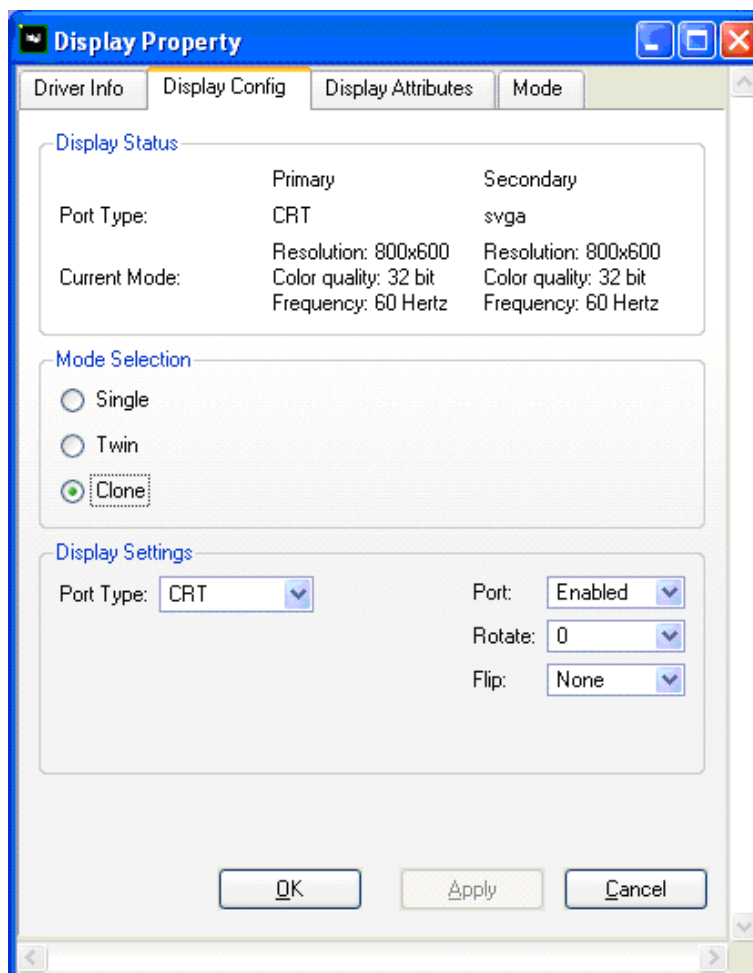 Display Property
Driver Info Display Config Display Attributes Mode
Display Status
Primary Secondary
Port Type: CRT svga
Resolution: 800x600 Resolution: 800x600
Current Mode: Color quality: 32 bit Color quality: 32 bit
Frequency: 60 Hertz Frequency: 60 Hertz
Mode Selection
Single
Twin
Clone
Display Settings
Port Type: CRT Port: Enabled
Rotate: 0
Flip: None
OK Apply Cancel